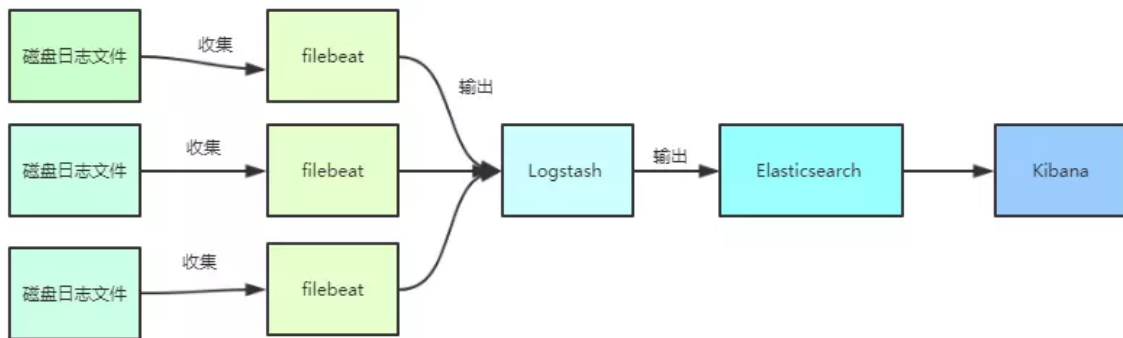 磁盘日志文件
收集
filebeat
输出
磁盘日志文件
收集
filebeat
Logstash
输出
Elasticsearch
Kibana
磁盘日志文件
收集
filebeat